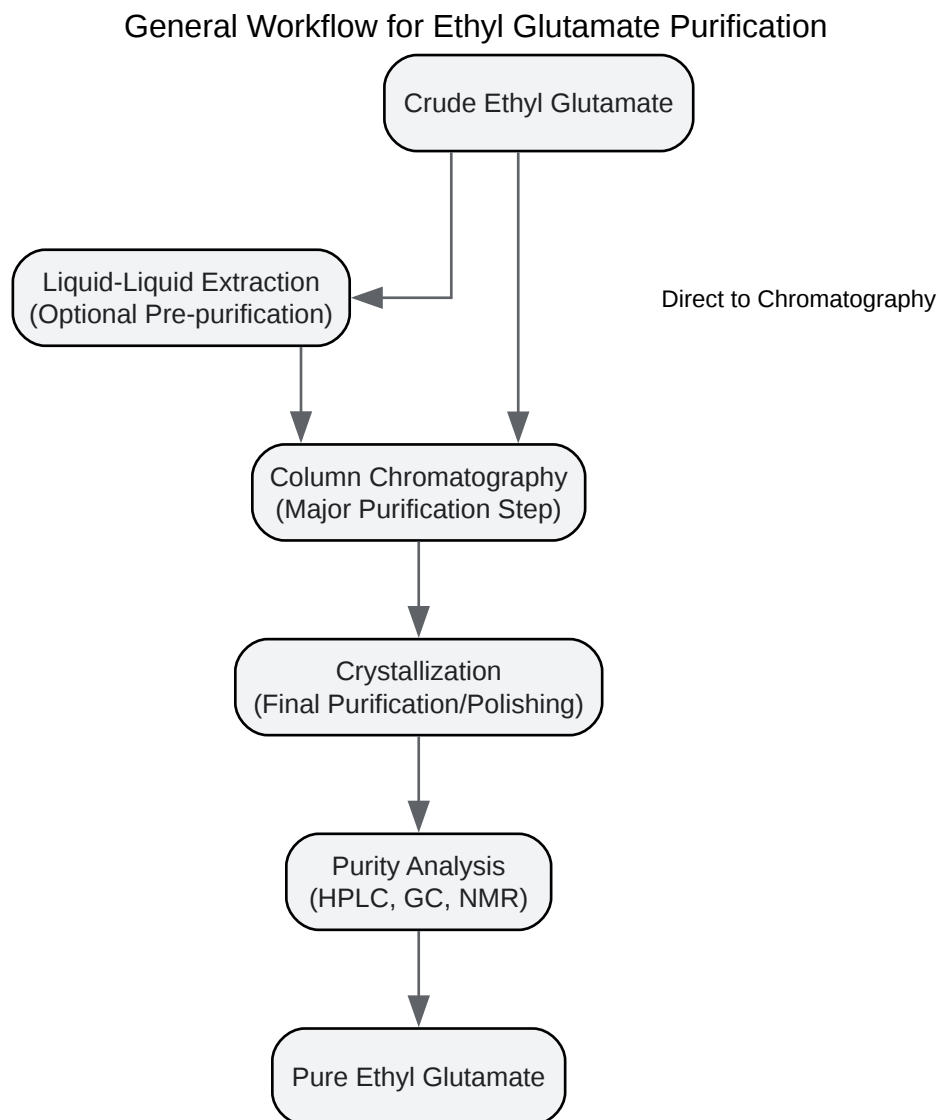 General Workflow for Ethyl Glutamate Purification
Crude Ethyl Glutamate
Liquid-Liquid Extraction
(Optional Pre-purification)
Direct to Chromatography
Column Chromatography
(Major Purification Step)
Crystallization
(Final Purification/Polishing)
Purity Analysis
(HPLC, GC, NMR)
Pure Ethyl Glutamate